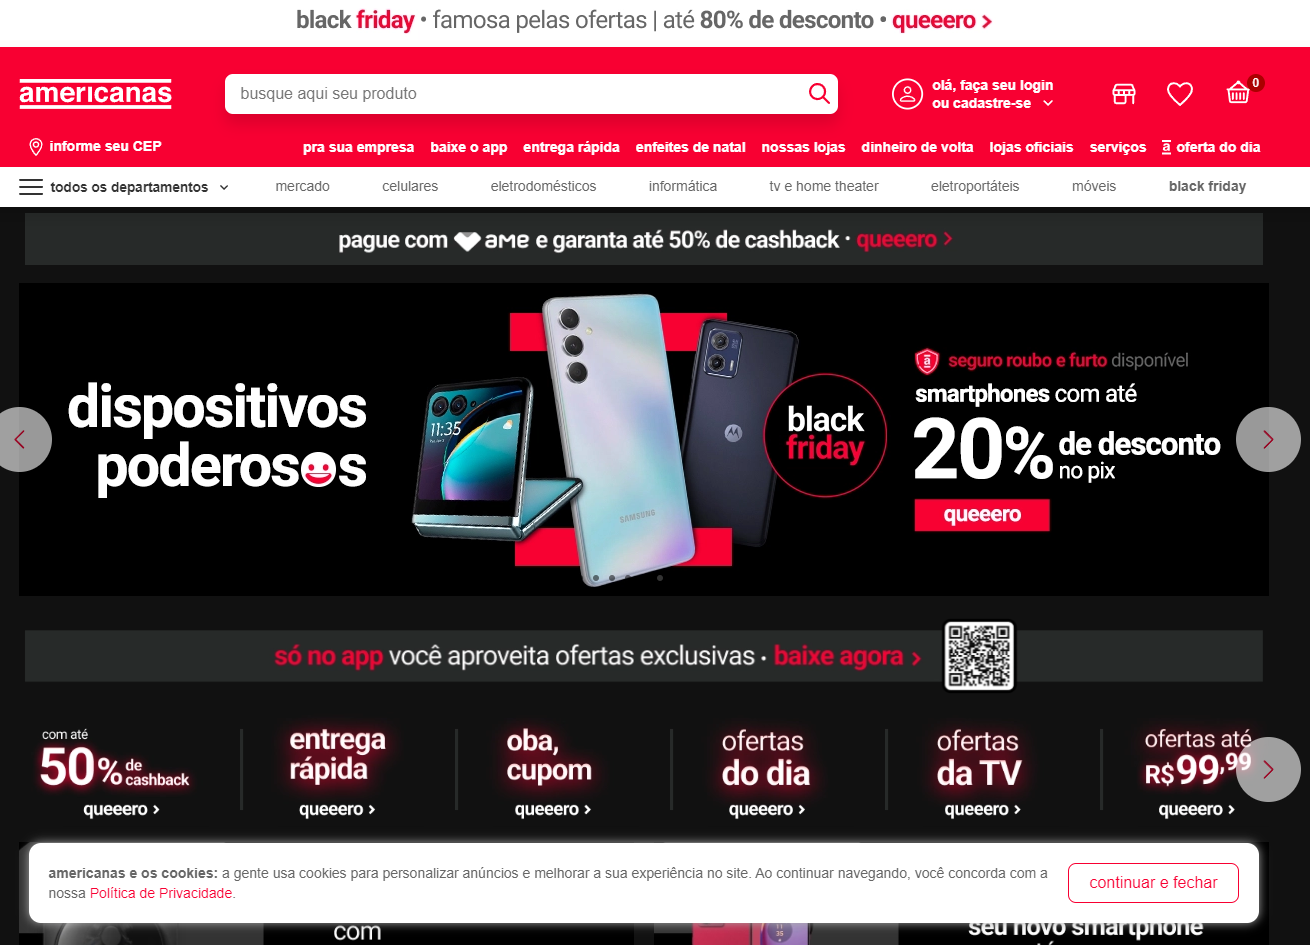 black friday • famosa pelas ofertas | até 80% de desconto • queeero >
americanas
busque aqui seu produto
olá, faça seu login
ou cadastre-se
0
informe seu CEP
pra sua empresa baixe o app entrega rápida enfeites de natal nossas lojas dinheiro de volta lojas oficiais serviços a oferta do dia
todos os departamentos mercado celulares eletrodomésticos informática tv e home theater eletroportáteis móveis black friday
pague com ame e garanta até 50% de cashback • queeero >
dispositivos
poderosos
11:35
SAMSUNG
black
friday
a seguro roubo e furto disponível
smartphones com até
20% de desconto
no pix
queeero
só no app você aproveita ofertas exclusivas • baixe agora >
com até
50% de
cashback
queeero >
entrega
rápida
queeero >
oba,
cupom
queeero >
ofertas
do dia
queeero >
ofertas
da TV
queeero >
ofertas até
R$99,99
queeero >
americanas e os cookies: a gente usa cookies para personalizar anúncios e melhorar a sua experiência no site. Ao continuar navegando, você concorda com a
nossa Política de Privacidade.
continuar e fechar
com
seu novo smartphone